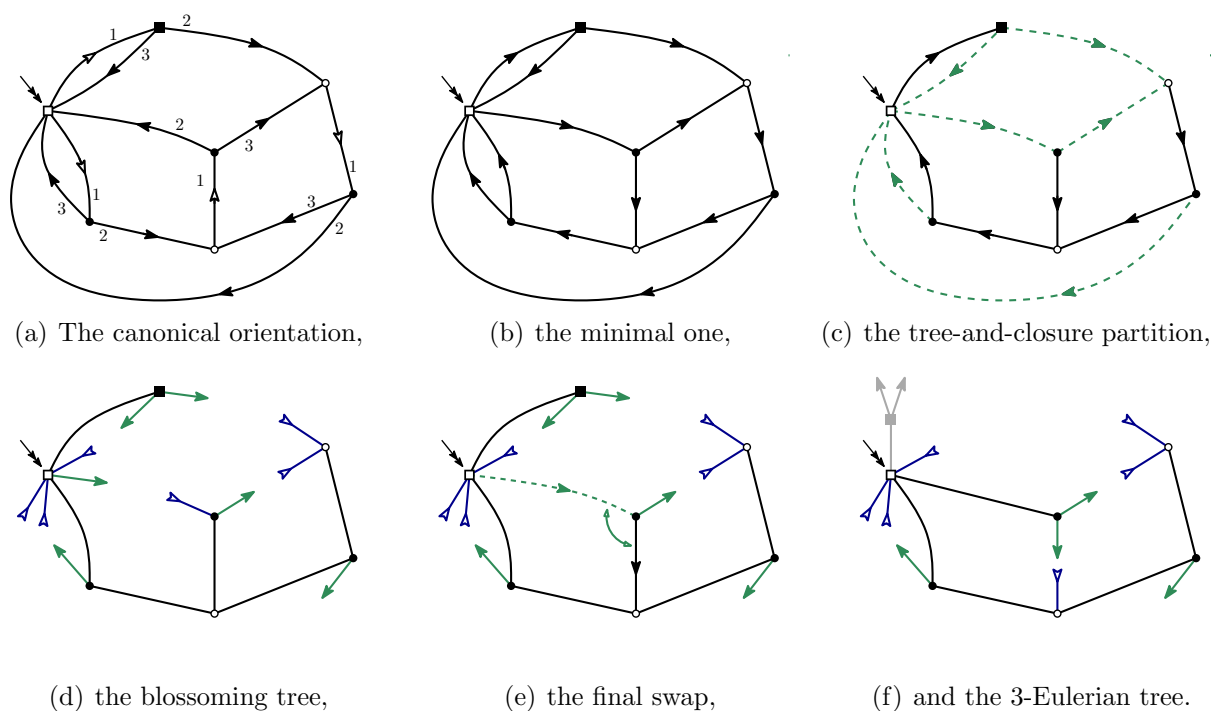 1
2
3
2
3
1
1
1
3
2
3
2
(a) The canonical orientation,
(b) the minimal one,
(c) the tree-and-closure partition,
(d) the blossoming tree,
(e) the final swap,
(f) and the 3-Eulerian tree.